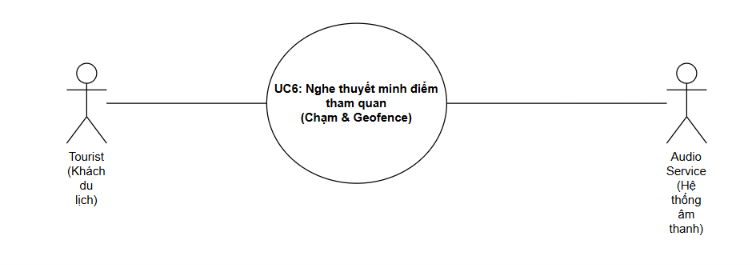 UC6: Nghe thuyết minh điểm
tham quan
(Chạm & Geofence)
Tourist
(Khách
du
lịch)
Audio
Service
(Hệ
thống
âm
thanh)